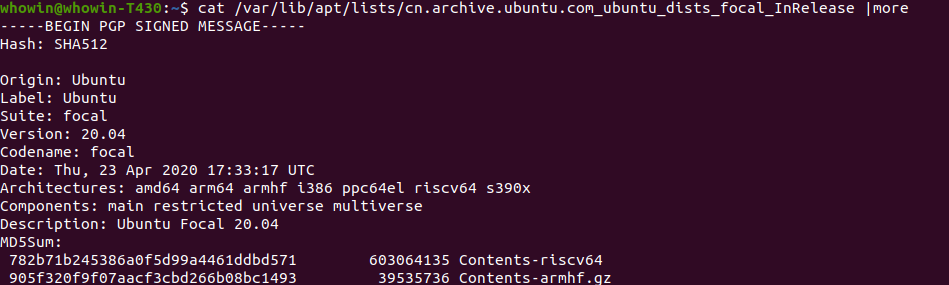 whowin@whowin-T430:~$ cat /var/lib/apt/lists/cn.archive.ubuntu.com_ubuntu_dists_focal_InRelease |more
-----BEGIN PGP SIGNED MESSAGE-----
Hash: SHA512

Origin: Ubuntu
Label: Ubuntu
Suite: focal
Version: 20.04
Codename: focal
Date: Thu, 23 Apr 2020 17:33:17 UTC
Architectures: amd64 arm64 armhf i386 ppc64el riscv64 s390x
Components: main restricted universe multiverse
Description: Ubuntu Focal 20.04
MD5Sum:
 782b71b245386a0f5d99a4461ddbd571        603064135 Contents-riscv64
 905f320f9f07aacf3cbd266b08bc1493         39535736 Contents-armhf.gz